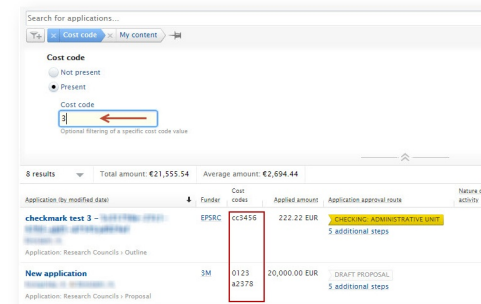 Search for applications...
Cost code My content
Cost code
Not present
Present
Cost code
3
Optional filtering of a specific cost code value
8 results Total amount: €21,555.54 Average amount: €2,694.44
Application (by modified date) Funder Cost codes Applied amount Application approval route Nature activity
checkmark test 3 - EPSRC cc3456 222.22 EUR CHECKING: ADMINISTRATIVE UNIT
5 additional steps
Application: Research Councils > Outline
New application 3M 0123 20,000.00 EUR DRAFT PROPOSAL
a2378 5 additional steps
Application: Research Councils > Proposal